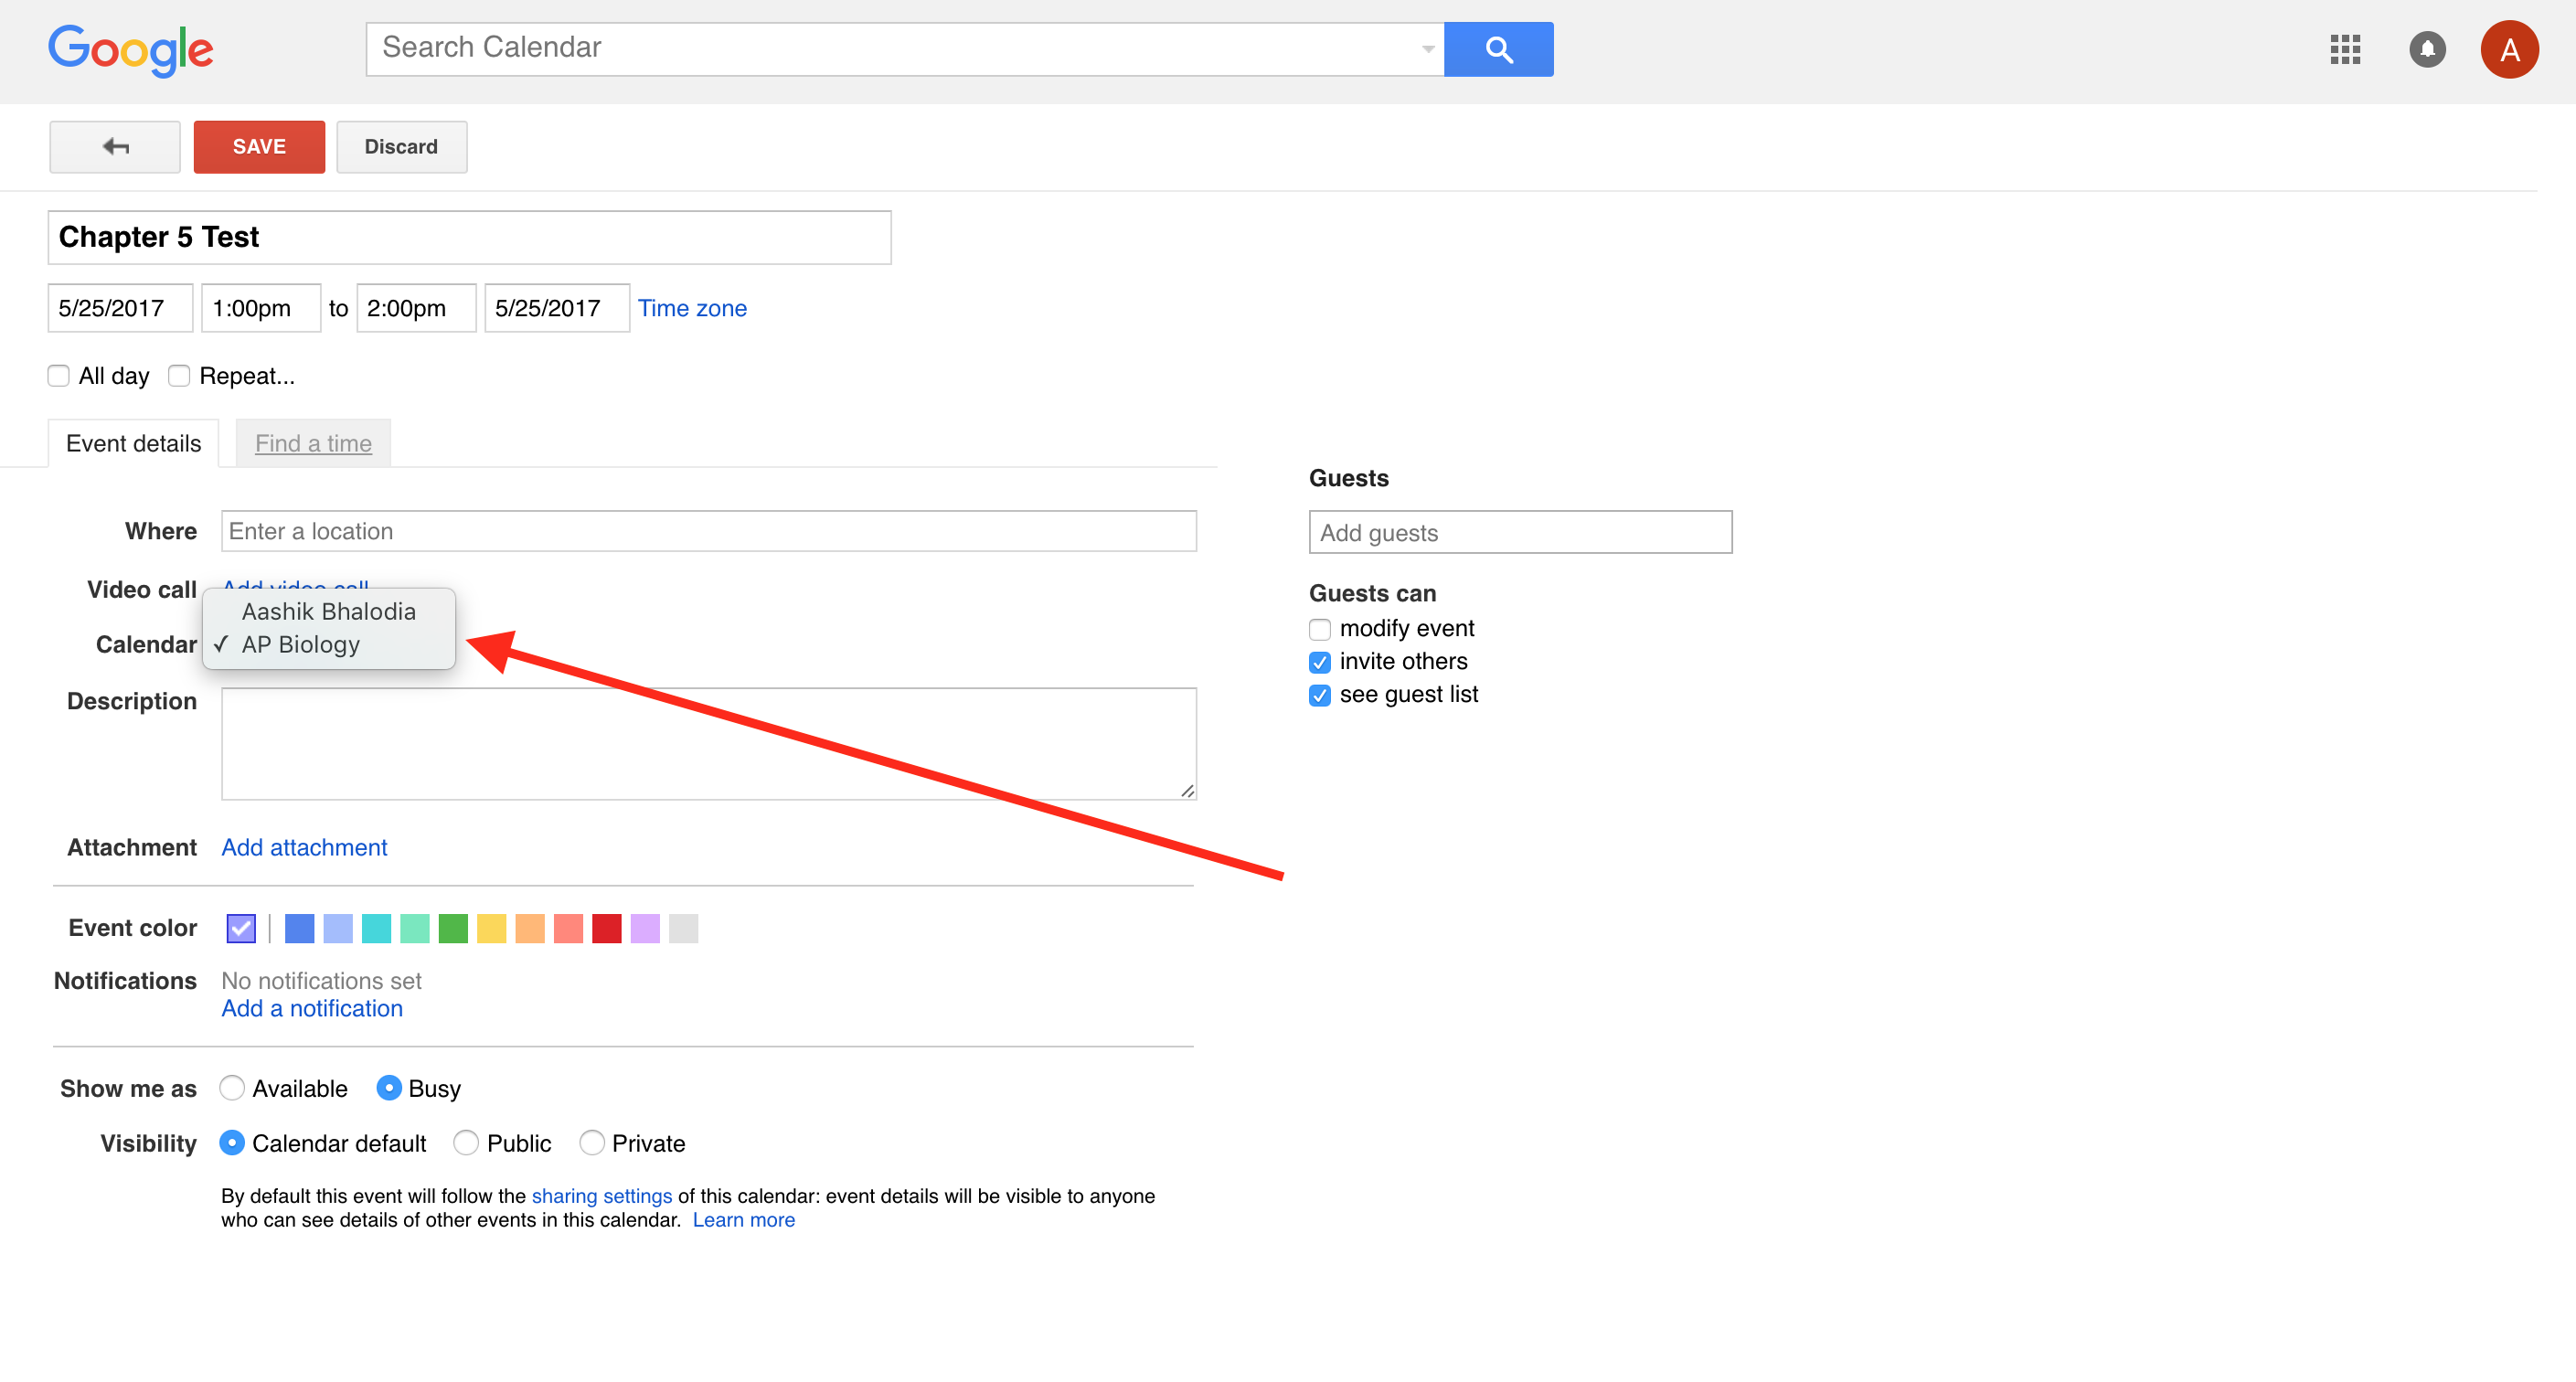 Google
Search Calendar
A
SAVE
Discard
Chapter 5 Test
5/25/2017 1:00pm to 2:00pm 5/25/2017 Time zone
All day Repeat...
Event details Find a time
Guests
Where Enter a location
Add guests
Video call Add video call
Guests can
Aashik Bhalodia
modify event
Calendar ✓ AP Biology
invite others
see guest list
Description
Attachment Add attachment
Event color
Notifications No notifications set
Add a notification
Show me as Available Busy
Visibility Calendar default Public Private
By default this event will follow the sharing settings of this calendar: event details will be visible to anyone
who can see details of other events in this calendar. Learn more